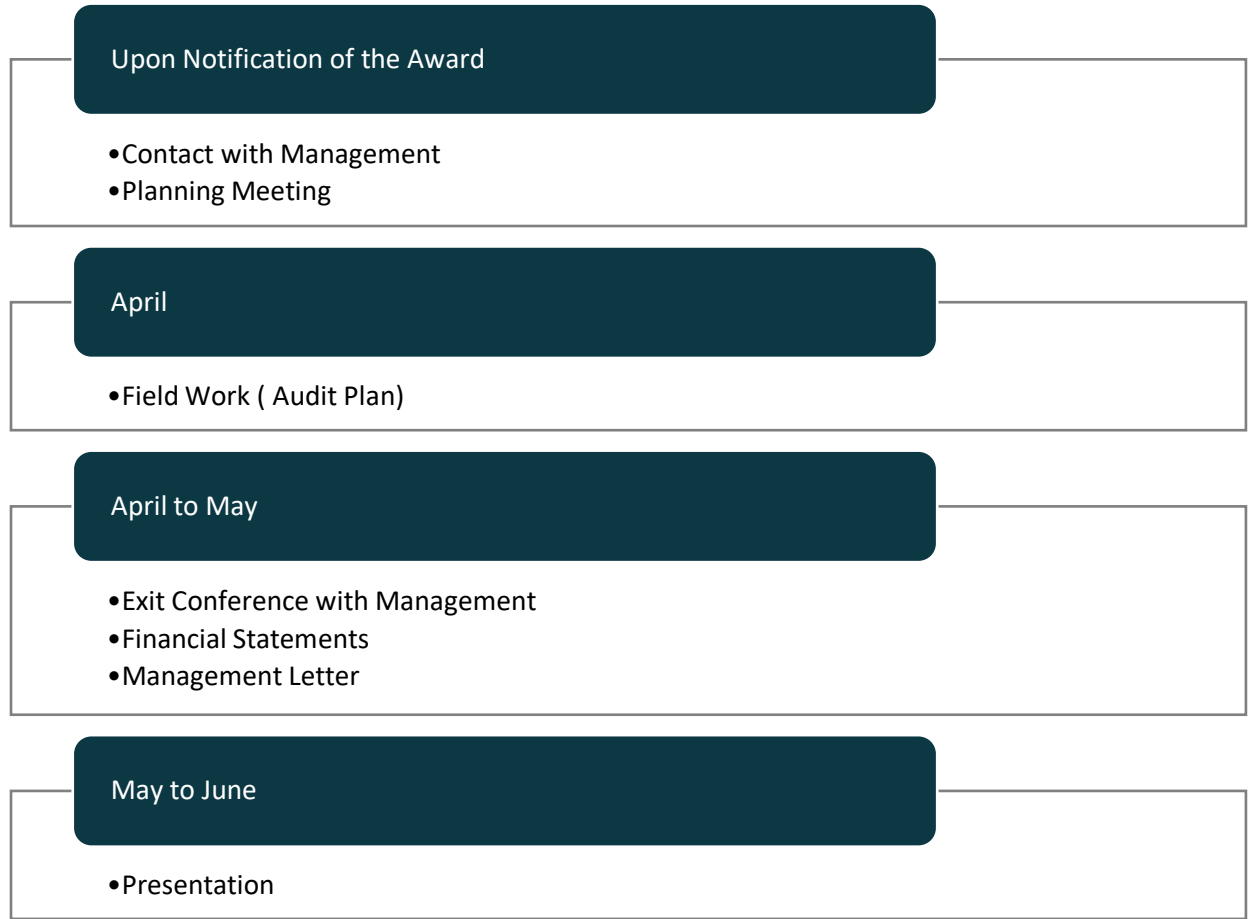 Upon Notification of the Award
•Contact with Management
•Planning Meeting
April
•Field Work ( Audit Plan)
April to May
•Exit Conference with Management
•Financial Statements
•Management Letter
May to June
•Presentation